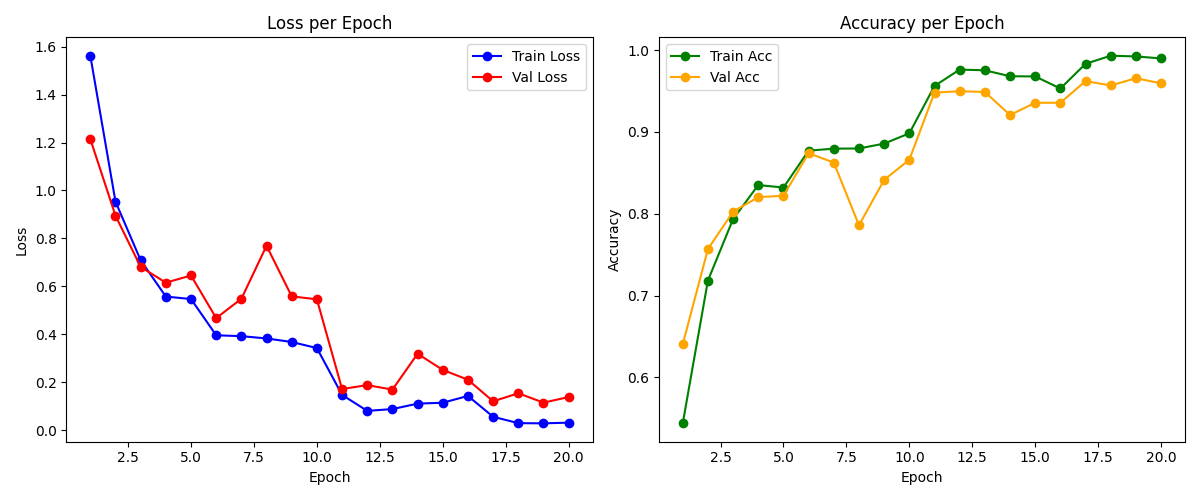 Loss per Epoch
Train Loss
Val Loss
1.6
1.4
1.2
1.0
0.8
0.6
0.4
0.2
0.0
Loss
2.5 5.0 7.5 10.0 12.5 15.0 17.5 20.0
Epoch
Accuracy per Epoch
Train Acc
Val Acc
1.0
0.9
0.8
0.7
0.6
Accuracy
2.5 5.0 7.5 10.0 12.5 15.0 17.5 20.0
Epoch